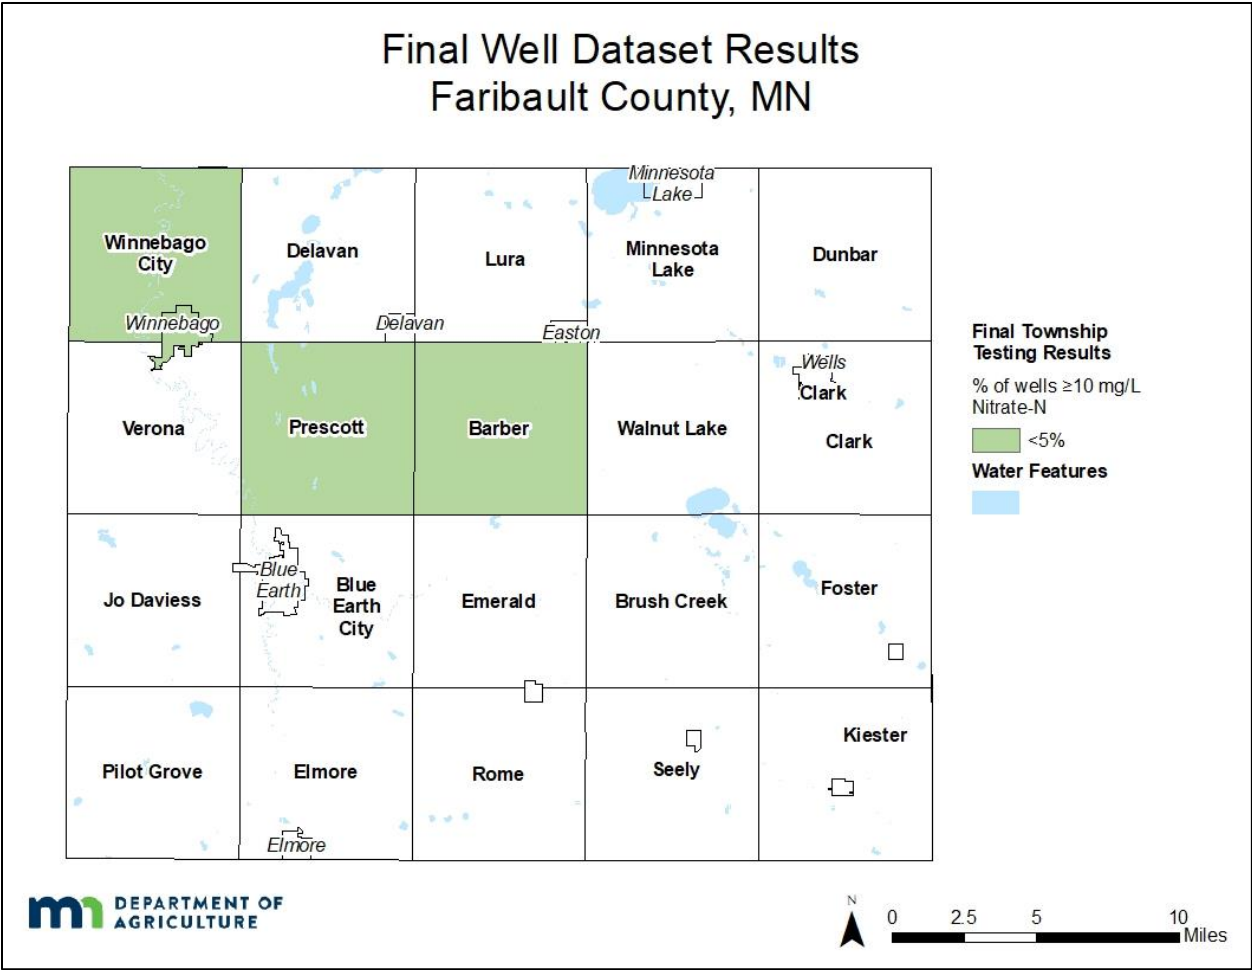 Final Well Dataset Results
Faribault County, MN
Minnesota
Lake
Winnebago
City
Delavan
Lura
Minnesota
Lake
Dunbar
Winnebago
Delavan
Easton
Final Township
Testing Results
% of wells ≥10 mg/L
Nitrate-N
<5%
Water Features
Wells
Clark
Verona
Prescott
Barber
Walnut Lake
Clark
Blue
Earth
Jo Daviess
Blue
Earth
City
Emerald
Brush Creek
Foster
Kiester
Pilot Grove
Elmore
Rome
Seely
Elmore
mn DEPARTMENT OF
AGRICULTURE
N
0 2.5 5 10
Miles